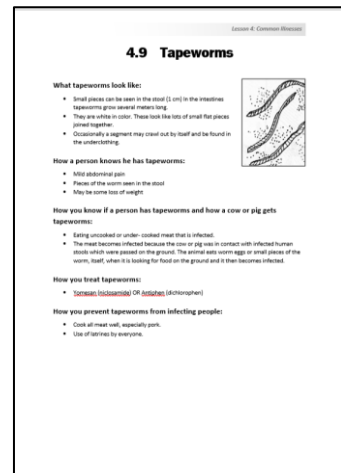 Lesson 4: Common Illnesses
4.9 Tapeworms
What tapeworms look like:
• Small pieces can be seen in the stool (1 cm) In the intestines
tapeworms grow several meters long.
• They are white in color. These look like lots of small flat pieces
joined together.
• Occasionally a segment may crawl out by itself and be found in
the underclothing.
How a person knows he has tapeworms:
• Mild abdominal pain
• Pieces of the worm seen in the stool
• May be some loss of weight
How you know if a person has tapeworms and how a cow or pig gets
tapeworms:
• Eating uncooked or under- cooked meat that is infected.
• The meat becomes infected because the cow or pig was in contact with infected human
stools which were passed on the ground. The animal eats worm eggs or small pieces of the
worm, itself, when it is looking for food on the ground and it then becomes infected.
How you treat tapeworms:
• Yomesan (niclosamide) OR Antiphen (dichlorophen)
How you prevent tapeworms from infecting people:
• Cook all meat well, especially pork.
• Use of latrines by everyone.